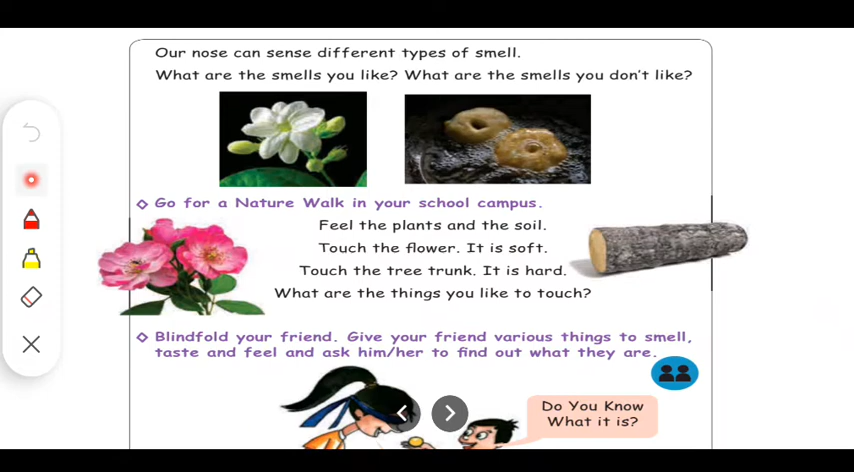 Our nose can sense different types of smell.
What are the smells you like? What are the smells you don't like?
Go for a Nature Walk in your school campus.
Feel the plants and the soil.
Touch the flower. It is soft.
Touch the tree trunk. It is hard.
What are the things you like to touch?
Blindfold your friend. Give your friend various things to smell,
taste and feel and ask him/her to find out what they are.
Do You Know
What it is?